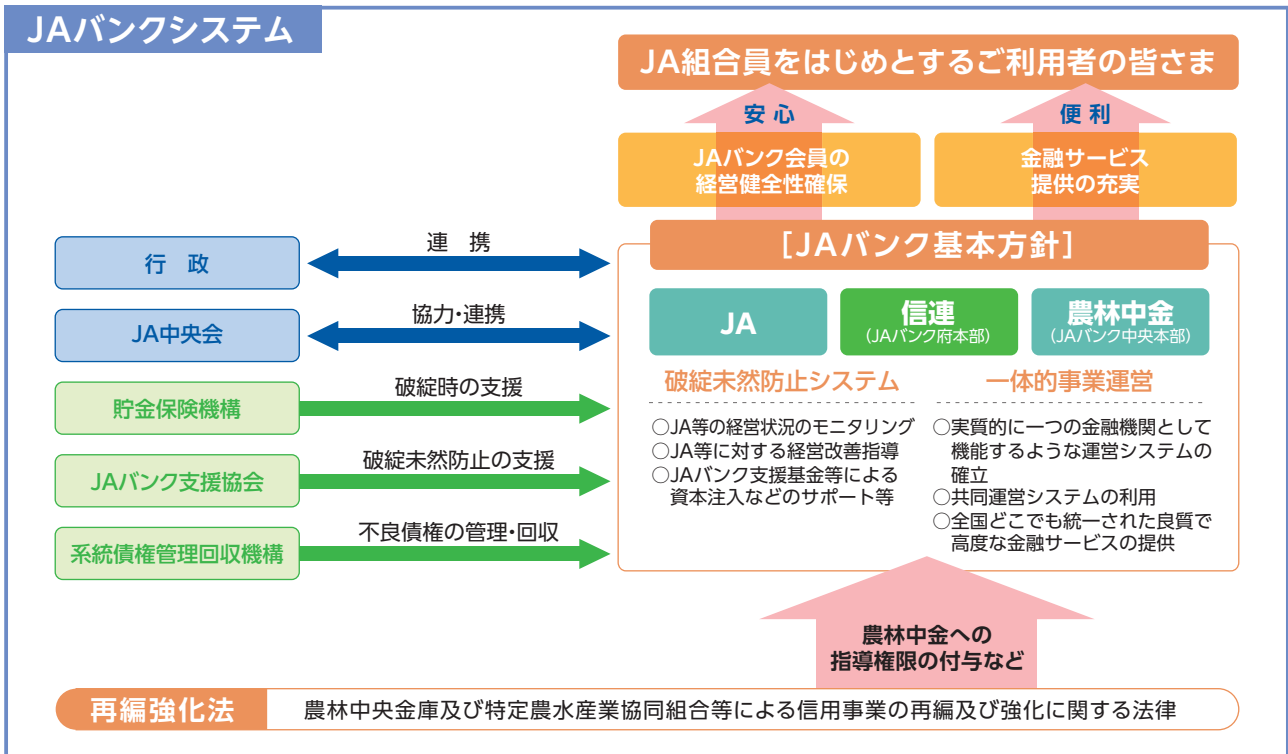 JAバンクシステム
JA組合員をはじめとするご利用者の皆さま
安 心
便 利
JAバンク会員の
経営健全性確保
金融サービス
提供の充実
[JAバンク基本方針]
行 政
連 携
JA中央会
協力・連携
貯金保険機構
破綻時の支援
JAバンク支援協会
破綻未然防止の支援
系統債権管理回収機構
不良債権の管理・回収
JA
信連
(JAバンク府本部)
農林中金
(JAバンク中央本部)
破綻未然防止システム
○JA等の経営状況のモニタリング
○JA等に対する経営改善指導
○JAバンク支援基金等による
資本注入などのサポート等
一体的事業運営
○実質的に一つの金融機関として
機能するような運営システムの
確立
○共同運営システムの利用
○全国どこでも統一された良質で
高度な金融サービスの提供
農林中金への
指導権限の付与など
再編強化法
農林中央金庫及び特定農水産業協同組合等による信用事業の再編及び強化に関する法律